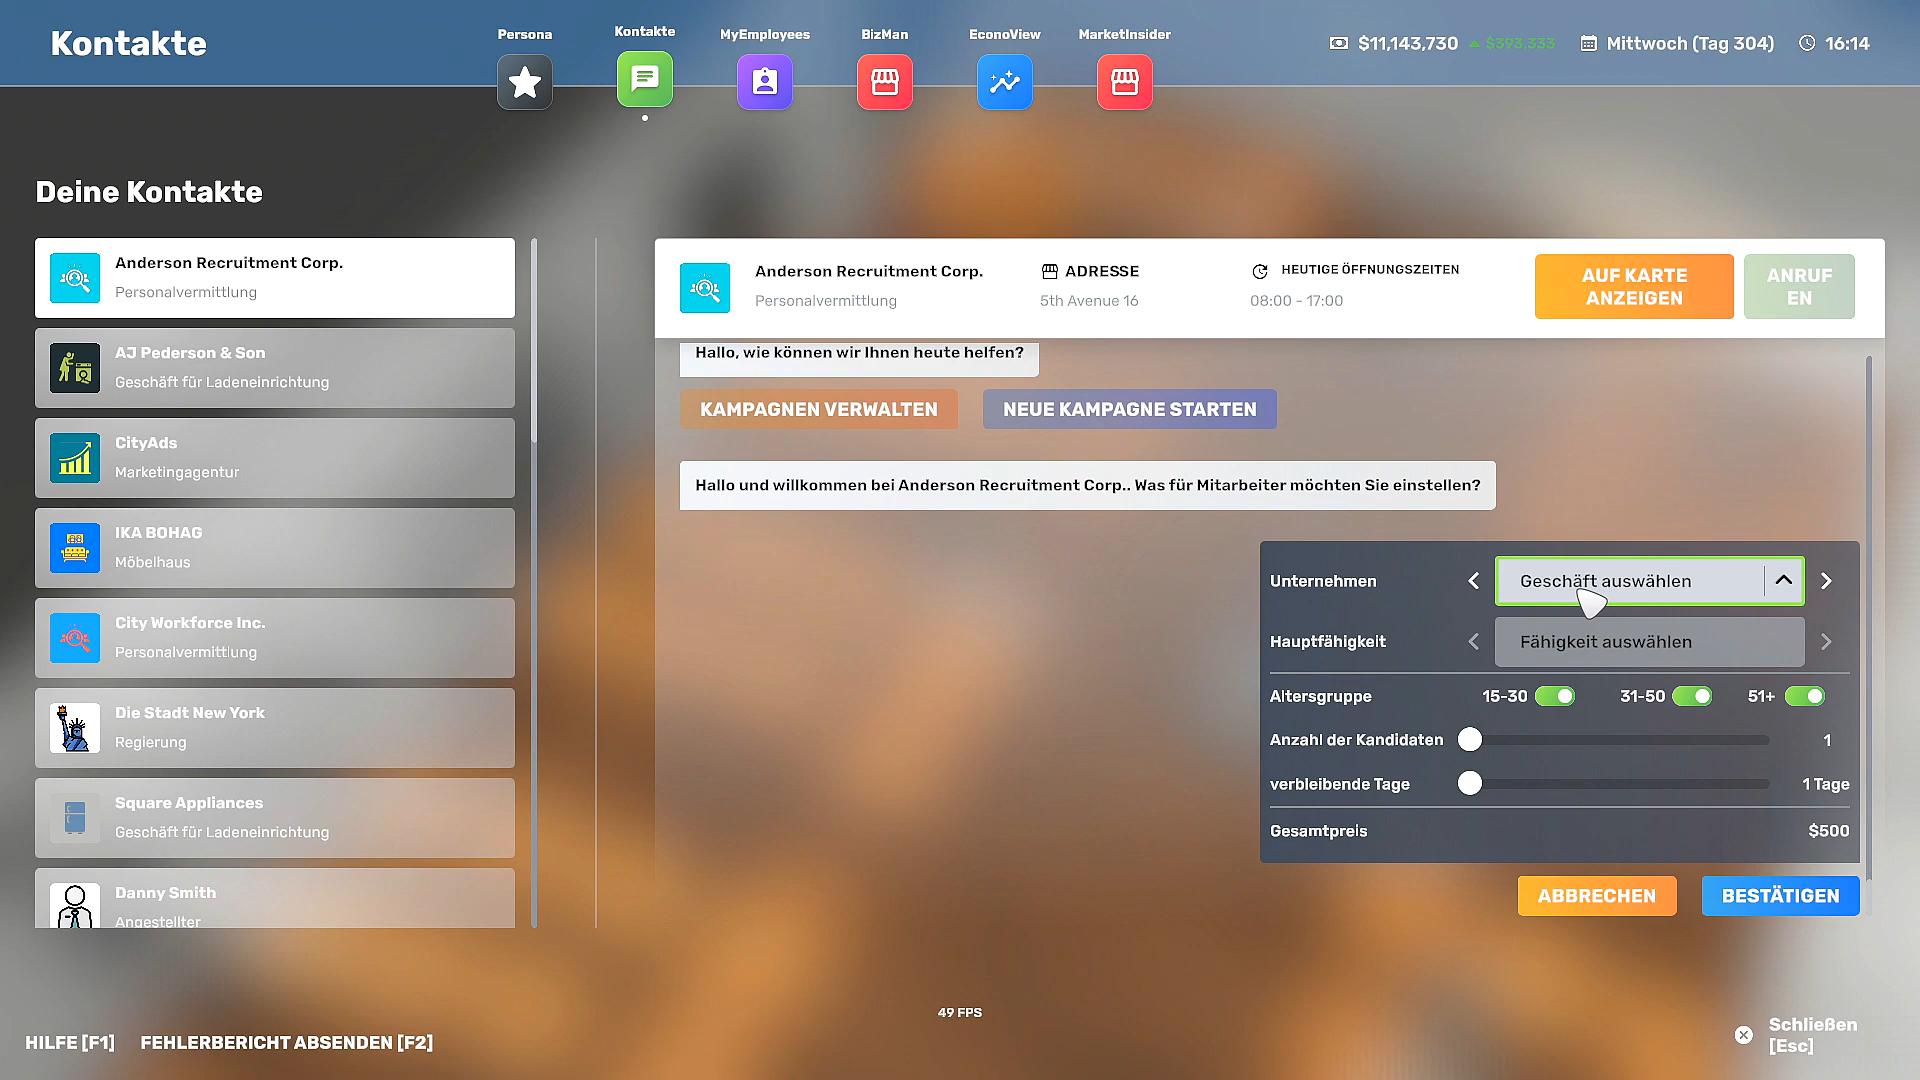 Kontakte
Persona
Kontakte
MyEmployees
BizMan
EconoView
MarketInsider
$11,143,730
$393,333
Mittwoch (Tag 304)
16:14
Deine Kontakte
Anderson Recruitment Corp.
Personalvermittlung
AJ Pederson & Son
Geschäft für Ladeneinrichtung
CityAds
Marketingagentur
IKA BOHAG
Möbelhaus
City Workforce Inc.
Personalvermittlung
Die Stadt New York
Regierung
Square Appliances
Geschäft für Ladeneinrichtung
Danny Smith
Angestellter
Anderson Recruitment Corp.
Personalvermittlung
ADRESSE
5th Avenue 16
HEUTIGE ÖFFNUNGSZEITEN
08:00 - 17:00
AUF KARTE
ANZEIGEN
ANRUF
EN
Hallo, wie können wir Ihnen heute helfen?
KAMPAGNEN VERWALTEN
NEUE KAMPAGNE STARTEN
Hallo und willkommen bei Anderson Recruitment Corp.. Was für Mitarbeiter möchten Sie einstellen?
Unternehmen
Geschäft auswählen
Hauptfähigkeit
Fähigkeit auswählen
Altersgruppe
15-30
31-50
51+
Anzahl der Kandidaten
1
verbleibende Tage
1 Tage
Gesamtpreis
$500
ABBRECHEN
BESTÄTIGEN
49 FPS
HILFE [F1]
FEHLERBERICHT ABSENDEN [F2]
Schließen
[Esc]